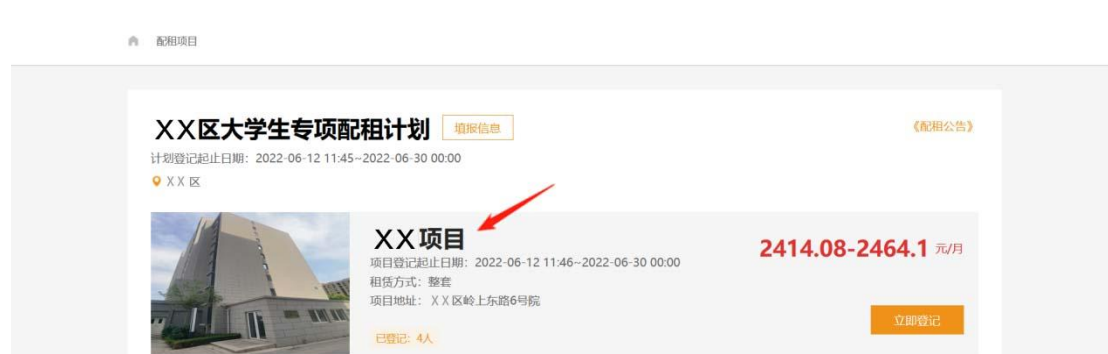 配租项目
XX区大学生专项配租计划 填报信息 《配租公告》
计划登记起止日期：2022-06-12 11:45~2022-06-30 00:00
XX区
XX项目
项目登记起止日期：2022-06-12 11:46~2022-06-30 00:00
2414.08-2464.1 元/月
租赁方式：整套
项目地址：XX区岭上东路6号院
立即登记
已登记：4人